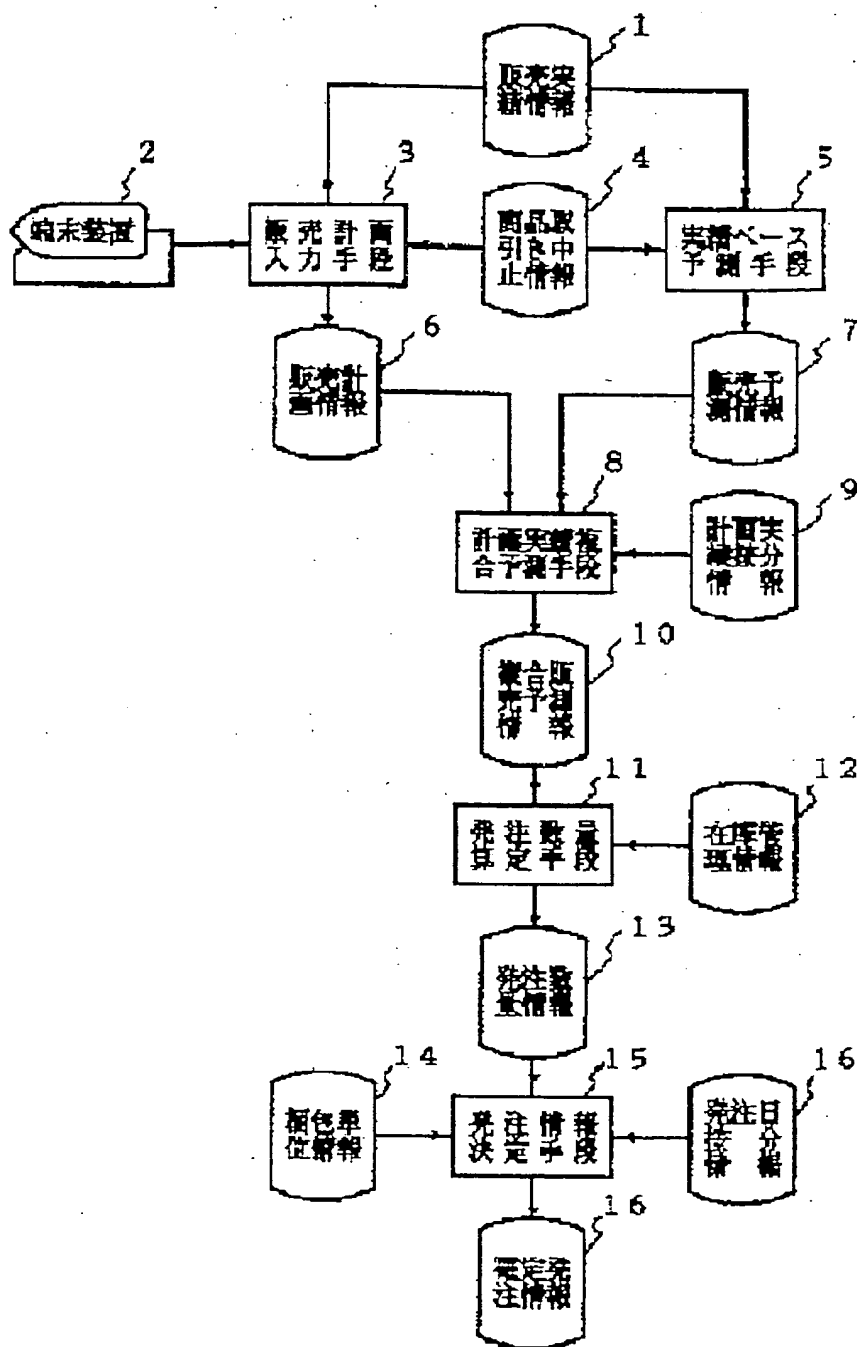 1
販売実
績情報
2
端末装置
3
販売計画
入力手段
4
商品取
引中
止情報
5
実績ベース
予測手段
6
販売計
画情報
7
販売予
測情報
8
計画実績複
合予測手段
9
計画実
績按分
情報
10
複合販
売予測
情報
11
発注数量
算定手段
12
在庫管
理情報
13
発注数
量情報
14
梱包単
位情報
15
発注情報
決定手段
16
発注日
按分
情報
16
確定発
注情報